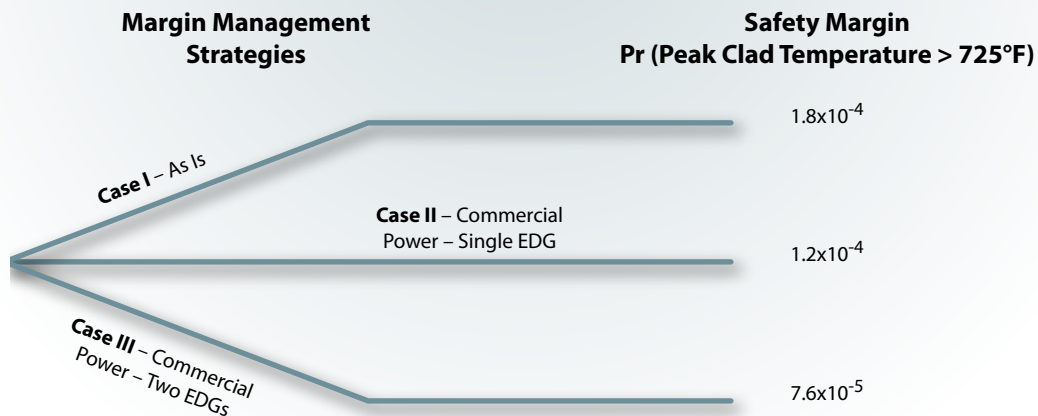 Margin Management
Strategies
Safety Margin
Pr (Peak Clad Temperature > 725°F)
Case I – As Is
1.8x10⁻⁴
Case II – Commercial
Power – Single EDG
1.2x10⁻⁴
Case III – Commercial
Power – Two EDGs
7.6x10⁻⁵